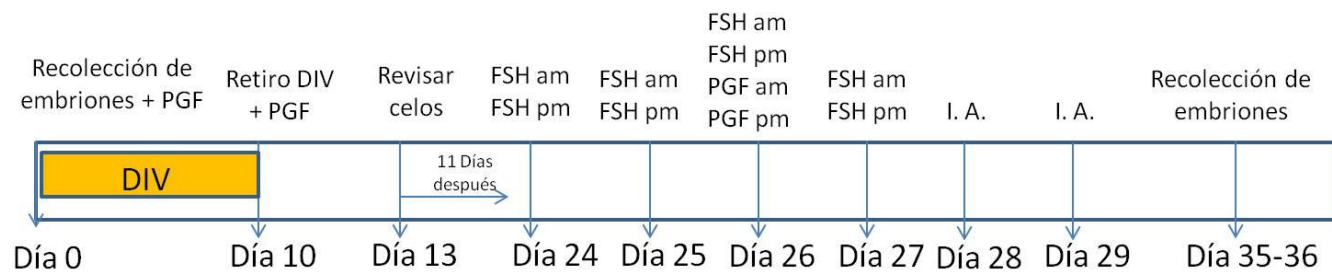 Recolección de
embriones + PGF
Retiro DIV
+ PGF
Revisar
celos
FSH am
FSH pm
FSH am
FSH pm
FSH am
FSH pm
PGF am
PGF pm
FSH am
FSH pm
I. A.
I. A.
Recolección de
embriones
DIV
11 Días
después
Día 0
Día 10
Día 13
Día 24
Día 25
Día 26
Día 27
Día 28
Día 29
Día 35-36